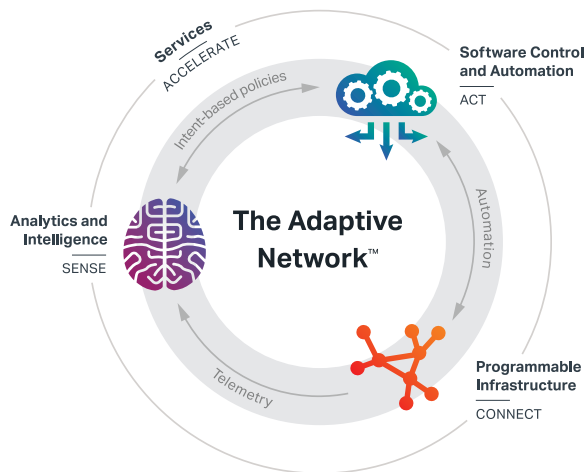 Services
ACCELERATE
Intent-based policies
Software Control
and Automation
ACT
Analytics and
Intelligence
SENSE
The Adaptive
Network™
Automation
Programmable
Infrastructure
CONNECT
Telemetry